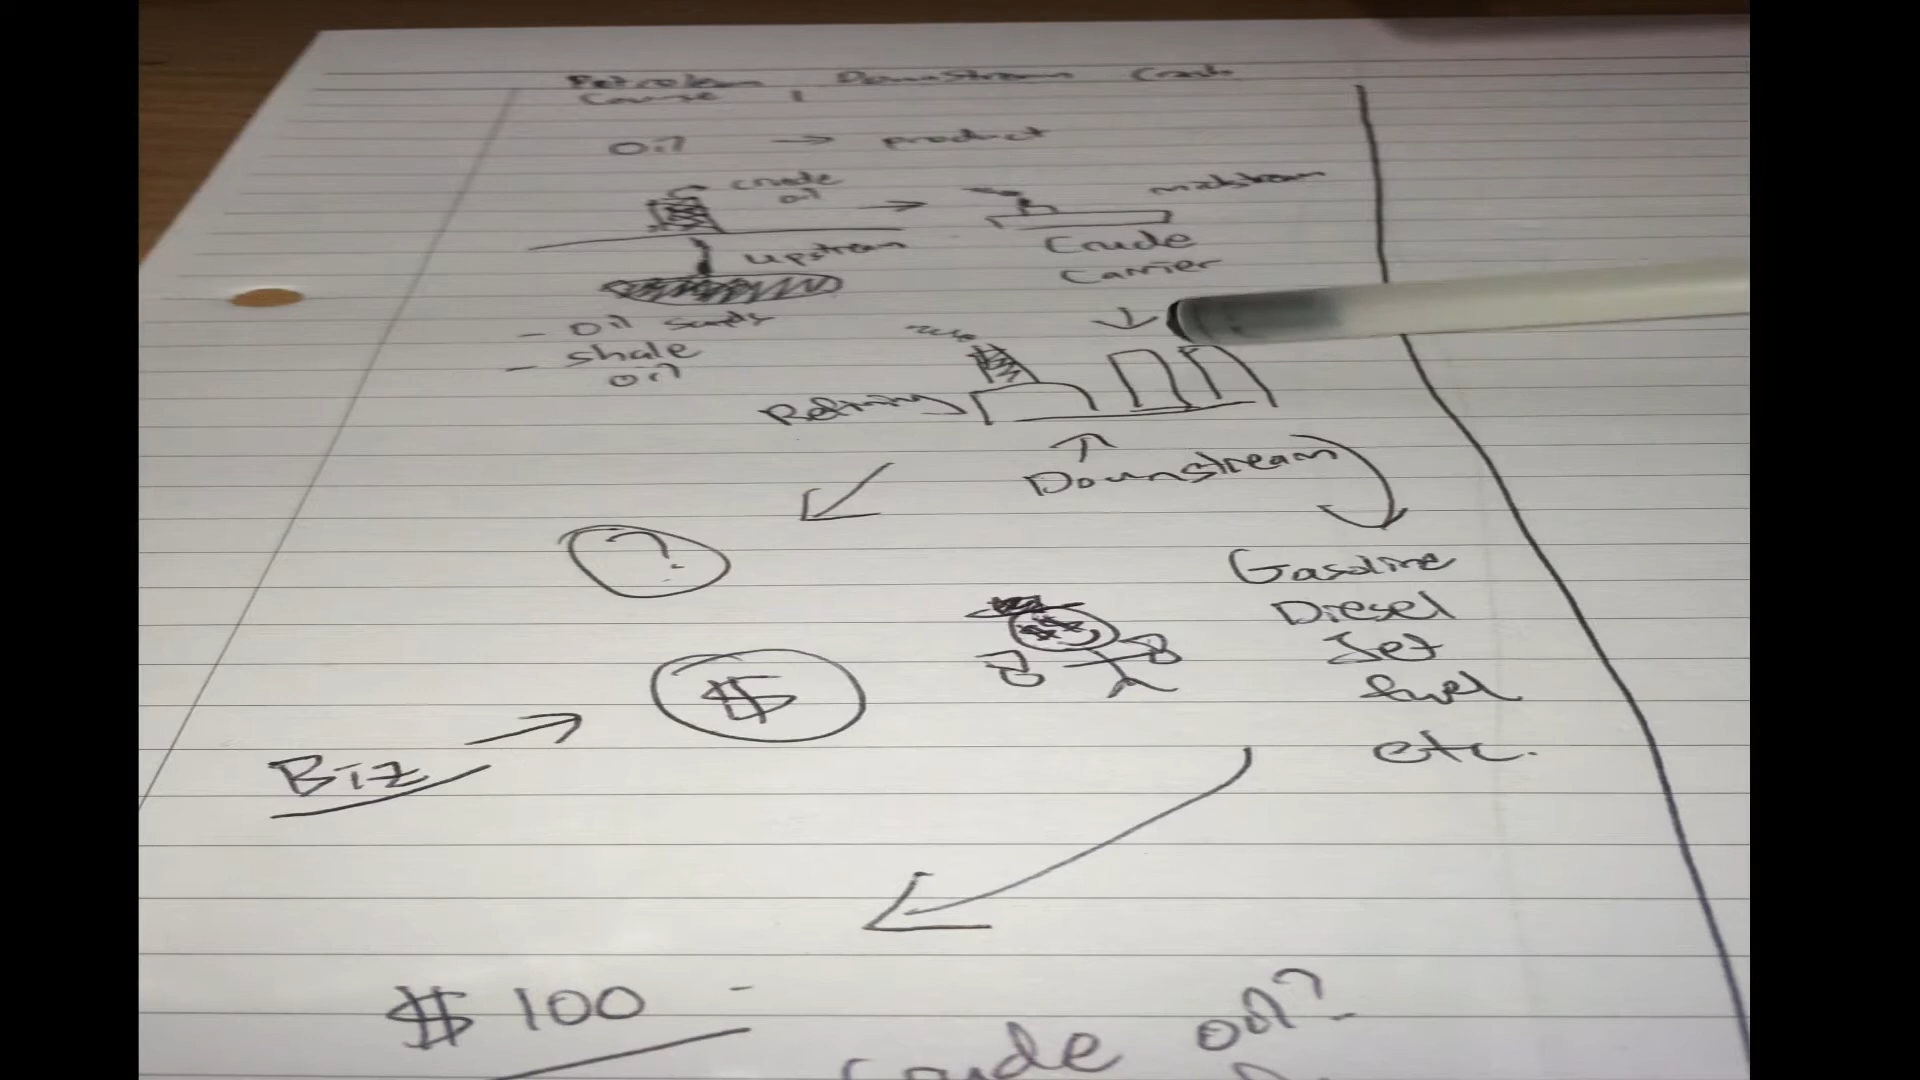 Petroleum Downstream Crash
Course 1
Oil → product
crude
oil
→
midstream
upstream
Crude
Carrier
- Oil sands
- shale
oil
Refining
Downstream
?
Gasoline
Diesel
Jet
fuel
etc.
$
Biz →
$100 -
Crude oil?